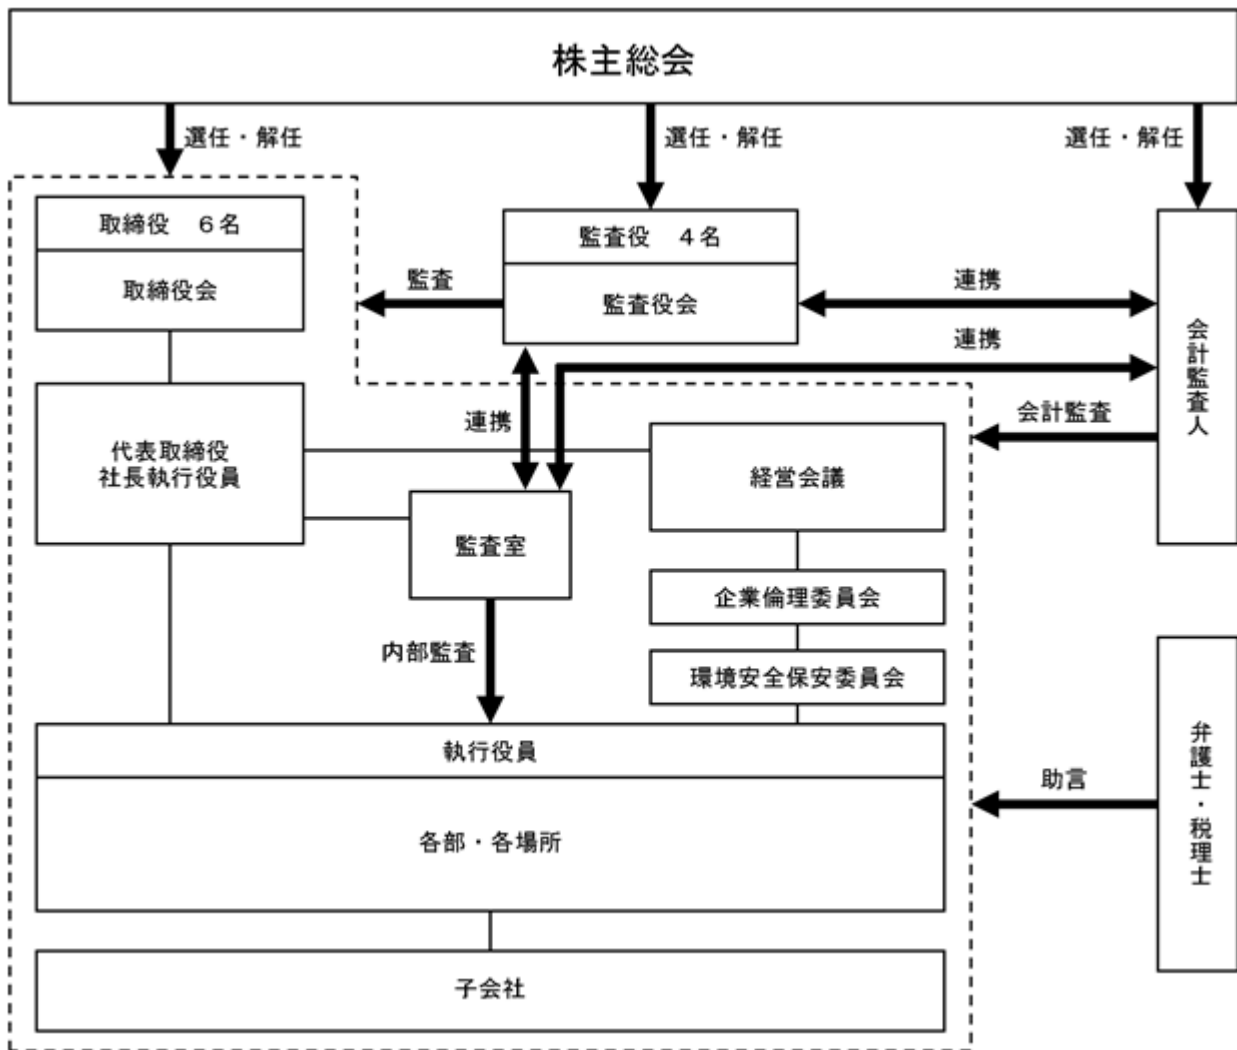 株主総会
選任・解任
選任・解任
選任・解任
取締役　６名
取締役会
監査役　４名
監査役会
監査
連携
連携
会計監査人
会計監査
代表取締役
社長執行役員
連携
経営会議
監査室
企業倫理委員会
内部監査
環境安全保安委員会
執行役員
各部・各場所
助言
弁護士・税理士
子会社